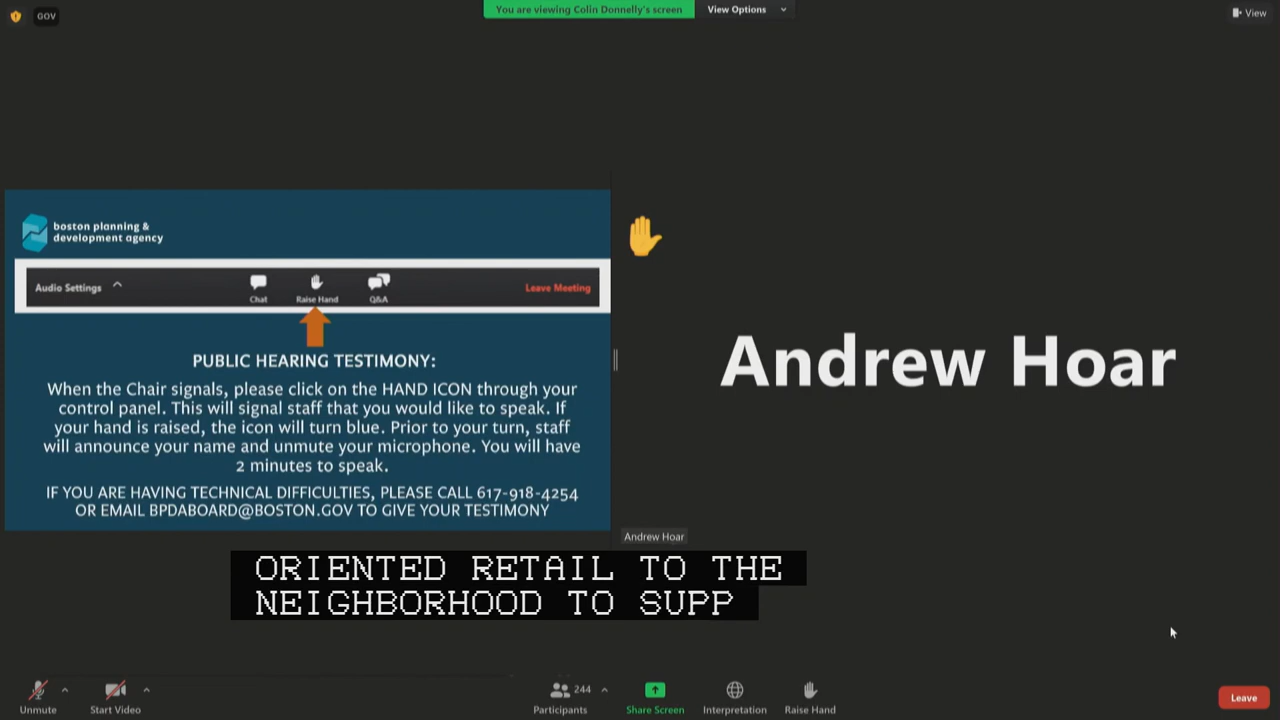 GOV
You are viewing Colin Donnelly's screen
View Options
View
boston planning &
development agency
Audio Settings
Chat
Raise Hand
Q&A
Leave Meeting
PUBLIC HEARING TESTIMONY:
When the Chair signals, please click on the HAND ICON through your
control panel. This will signal staff that you would like to speak. If
your hand is raised, the icon will turn blue. Prior to your turn, staff
will announce your name and unmute your microphone. You will have
2 minutes to speak.
IF YOU ARE HAVING TECHNICAL DIFFICULTIES, PLEASE CALL 617-918-4254
OR EMAIL BPDABOARD@BOSTON.GOV TO GIVE YOUR TESTIMONY
Andrew Hoar
Andrew Hoar
ORIENTED RETAIL TO THE
NEIGHBORHOOD TO SUPP
Unmute
Start Video
244
Participants
Share Screen
Interpretation
Raise Hand
Leave